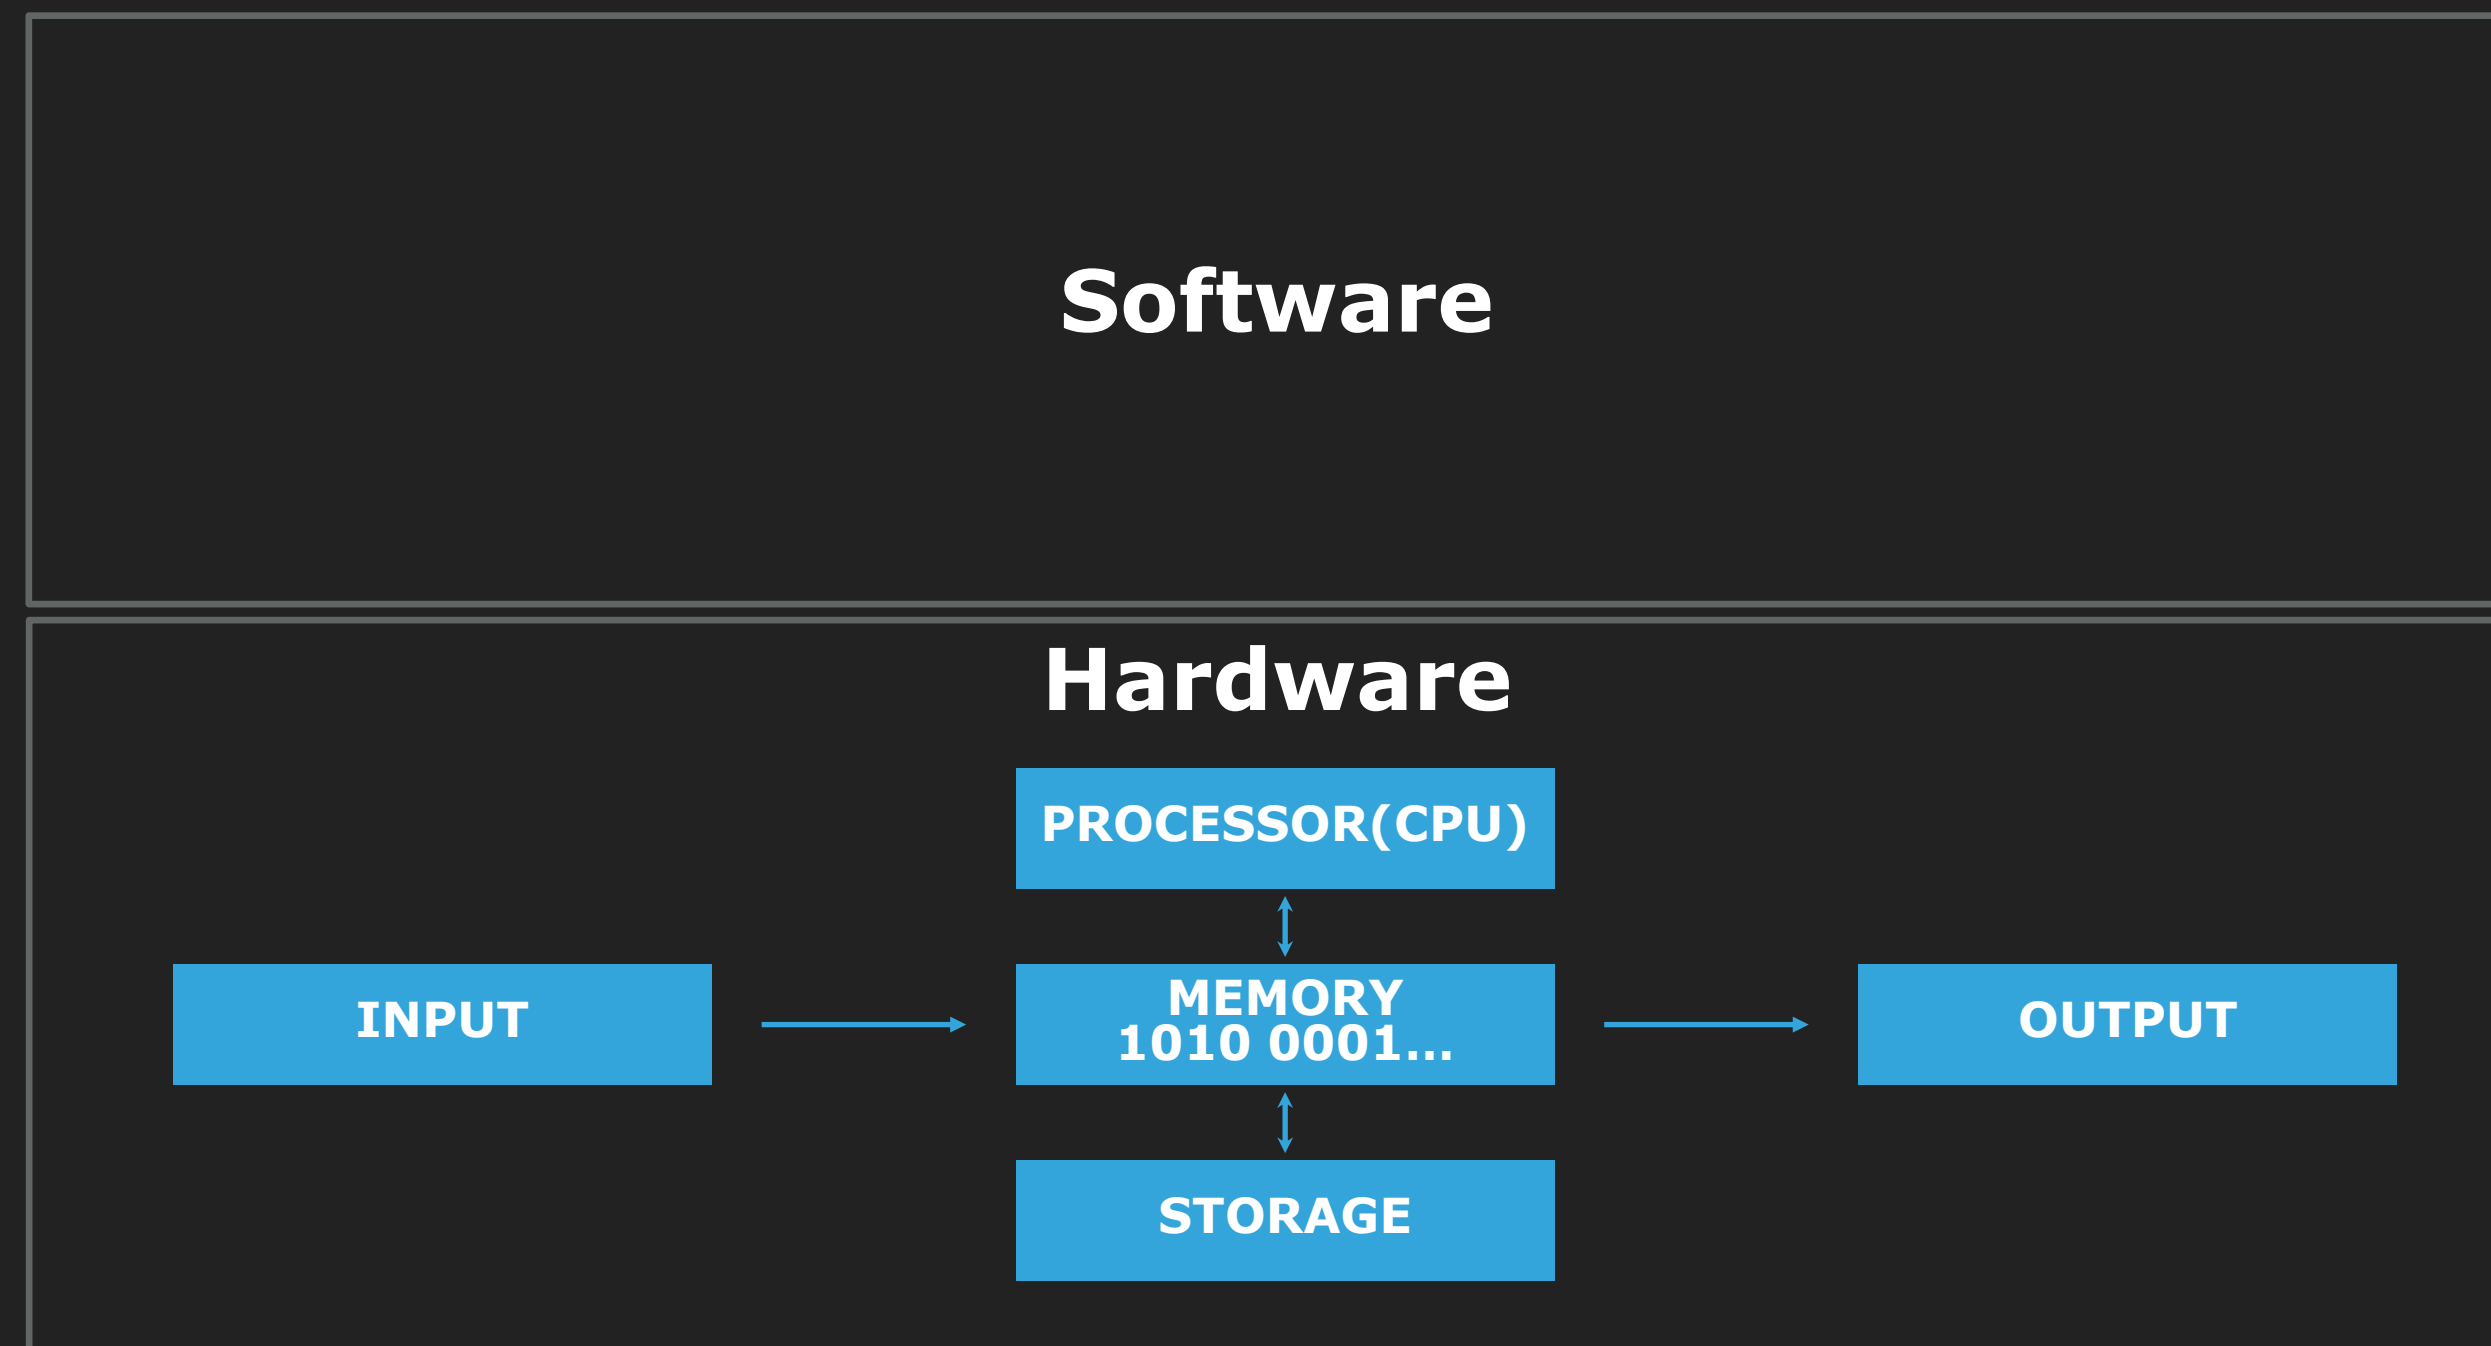 Software
Hardware
PROCESSOR(CPU)
INPUT
MEMORY
1010 0001...
OUTPUT
STORAGE